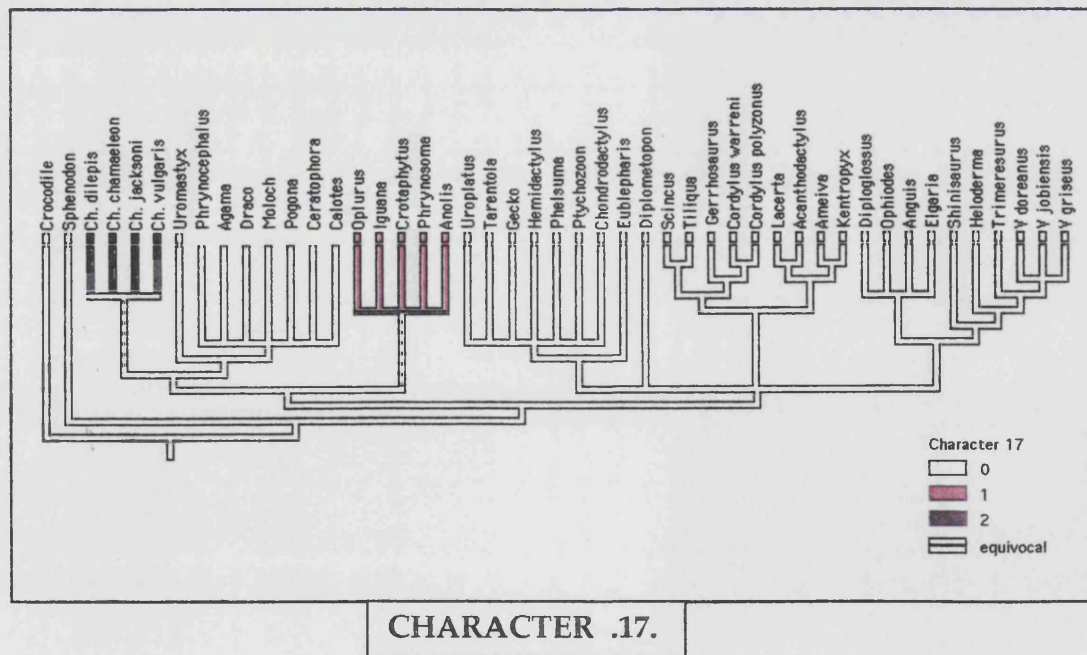 Crocodile
Sphenodon
Ch. dilepis
Ch. chamaeleon
Ch. jacksoni
Ch. vulgaris
Uromastyx
Phrynocephalus
Agama
Draco
Moloch
Pogona
Ceratophora
Calotes
Oplurus
Iguana
Crotaphytus
Phrynosoma
Anolis
Uroplatus
Tarentola
Gecko
Hemidactylus
Phelsuma
Ptychozoon
Chondrodactylus
Eublepharis
Diplometopon
Scincus
Tiliqua
Gerrhosaurus
Cordylus warreni
Cordylus polyzonus
Lacerta
Acanthodactylus
Ameiva
Kentropyx
Diploglossus
Ophiodes
Anguis
Elgaria
Shinisaurus
Heloderma
Trimeresurus
V doreanus
V jobiensis
V griseus
Character 17
0
1
2
equivocal
CHARACTER .17.